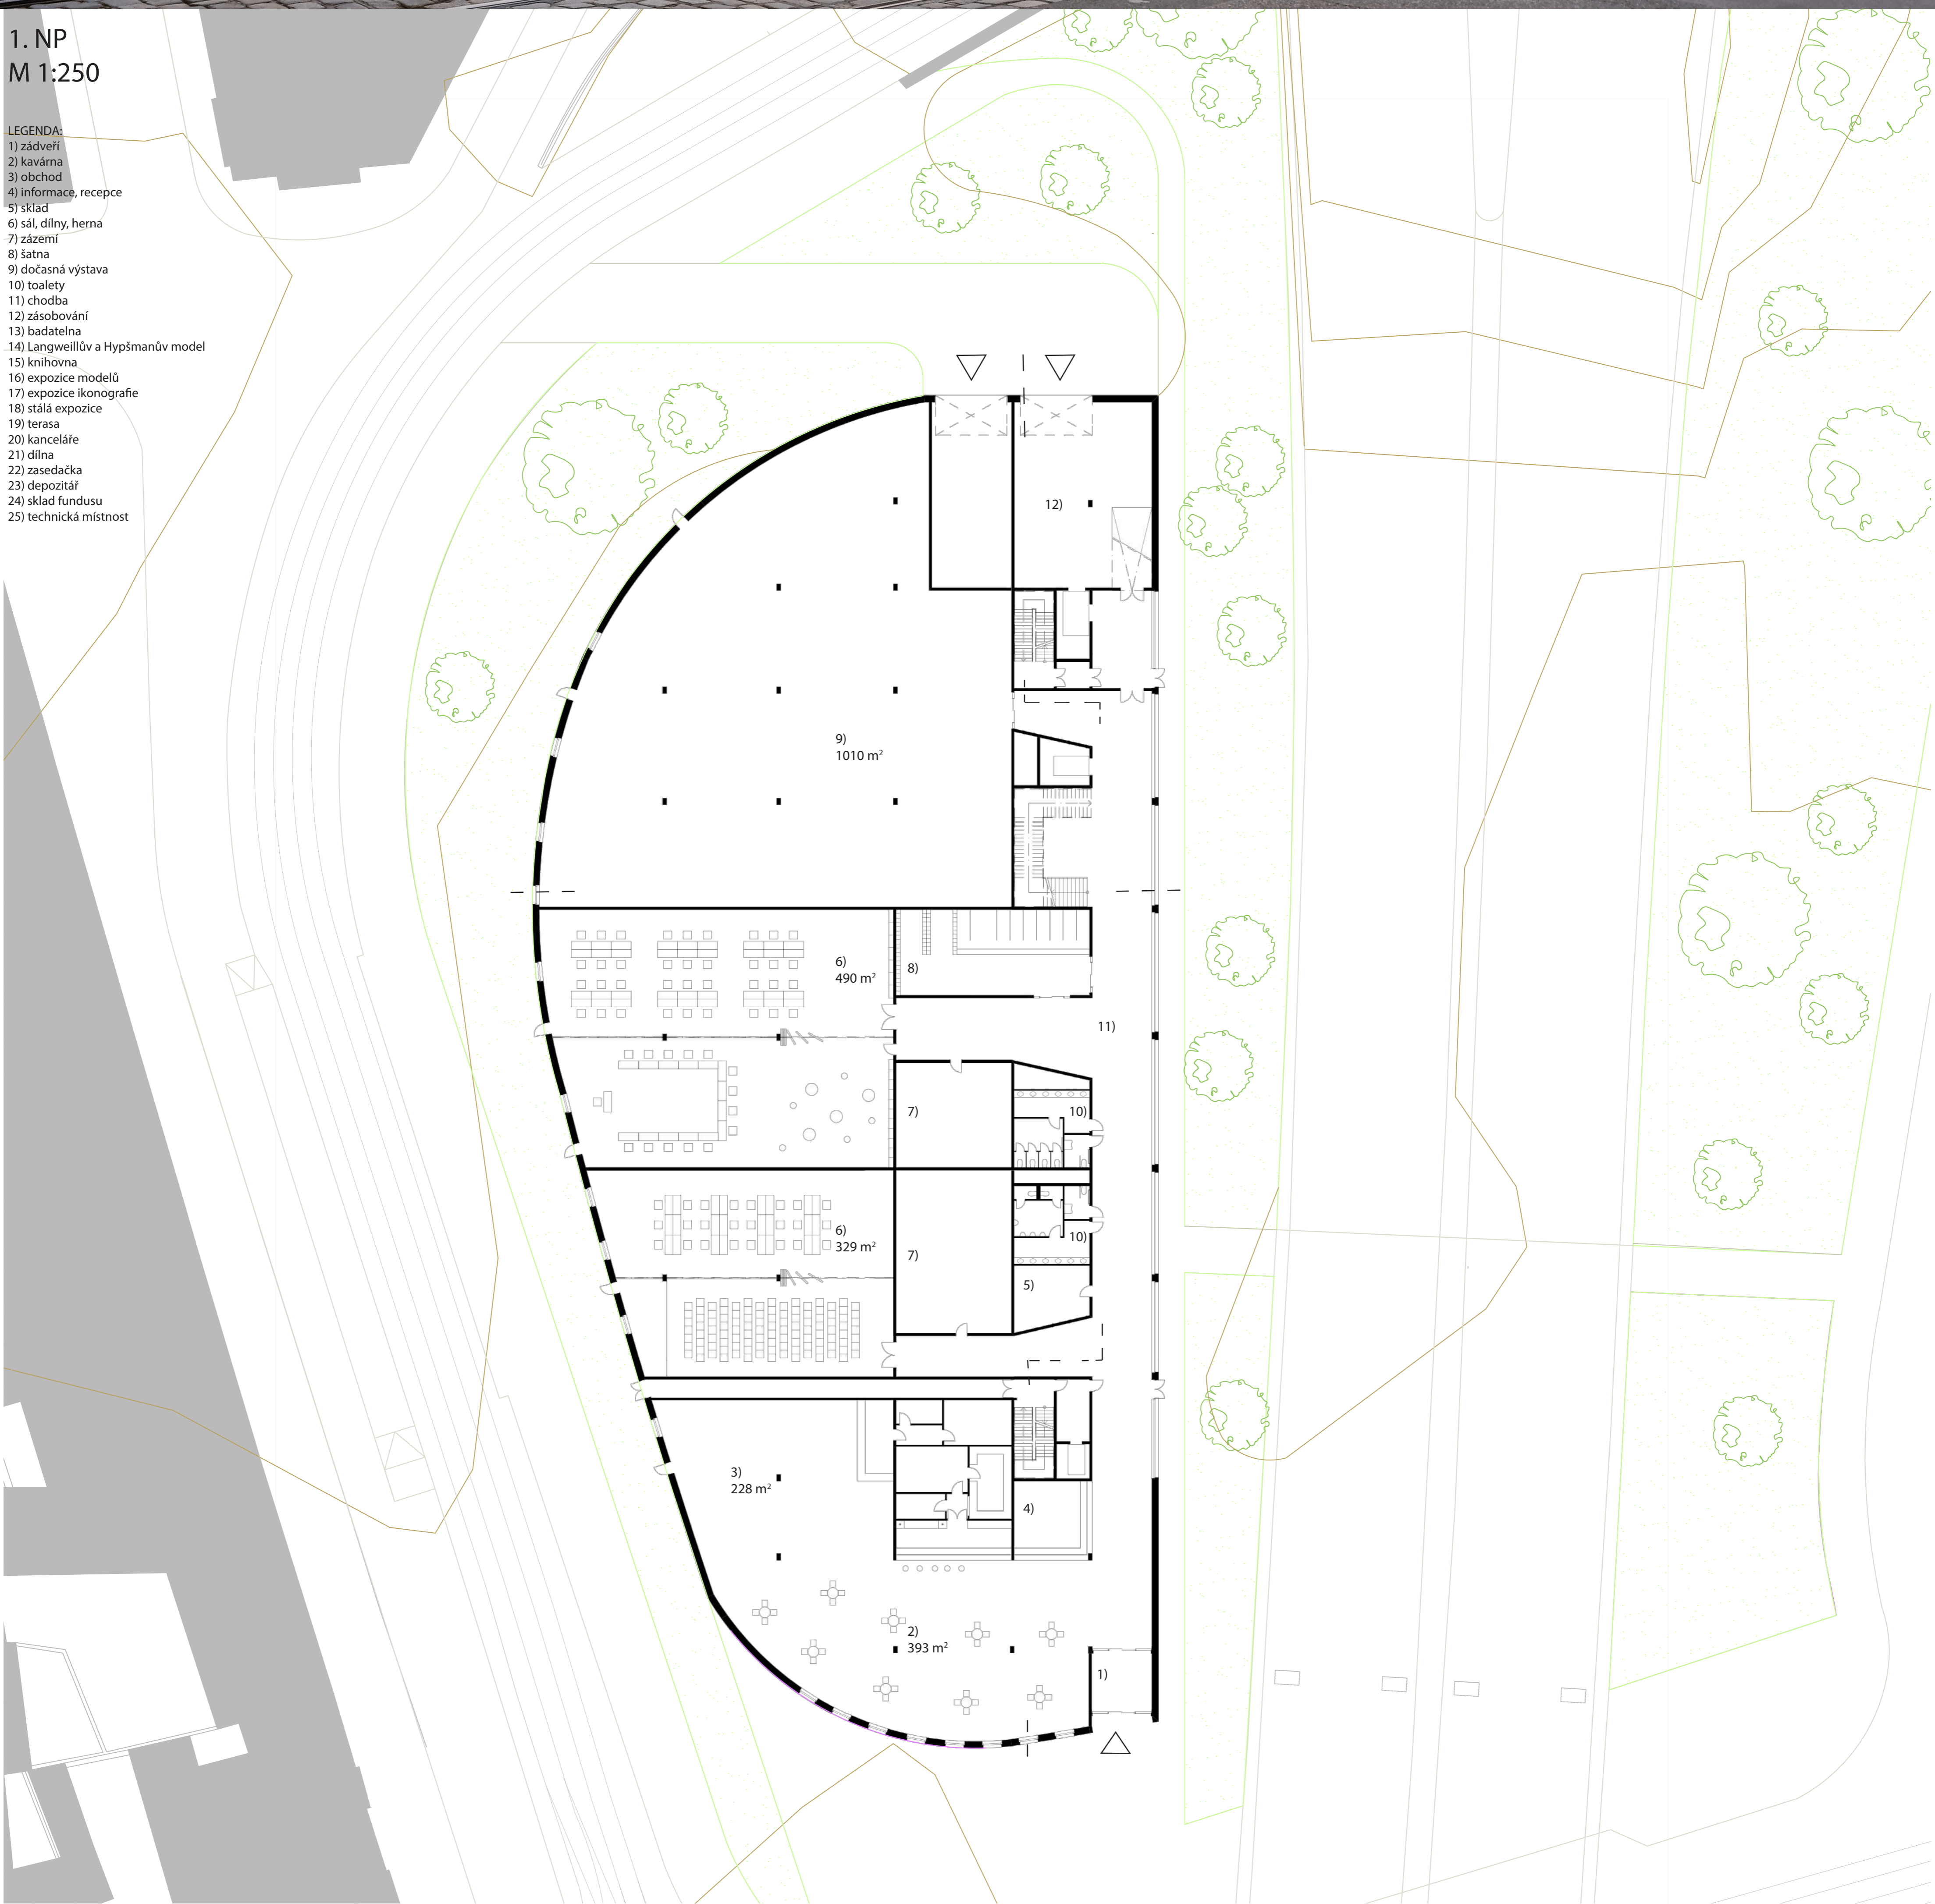 1. NP
M 1:250
LEGENDA:
1) zádveří
2) kavárna
3) obchod
4) informace, recepce
5) sklad
6) sál, dílny, herna
7) zázemí
8) šatna
9) dočasná výstava
10) toalety
11) chodba
12) zásobování
13) badatelna
14) Langweillův a Hypšmanův model
15) knihovna
16) expozice modelů
17) expozice ikonografie
18) stálá expozice
19) terasa
20) kanceláře
21) dílna
22) zasedačka
23) depozitář
24) sklad fundusu
25) technická místnost
12)
9)
1010 m²
6)
490 m²
8)
11)
7)
10)
6)
329 m²
7)
10)
5)
3)
228 m²
4)
2)
393 m²
1)